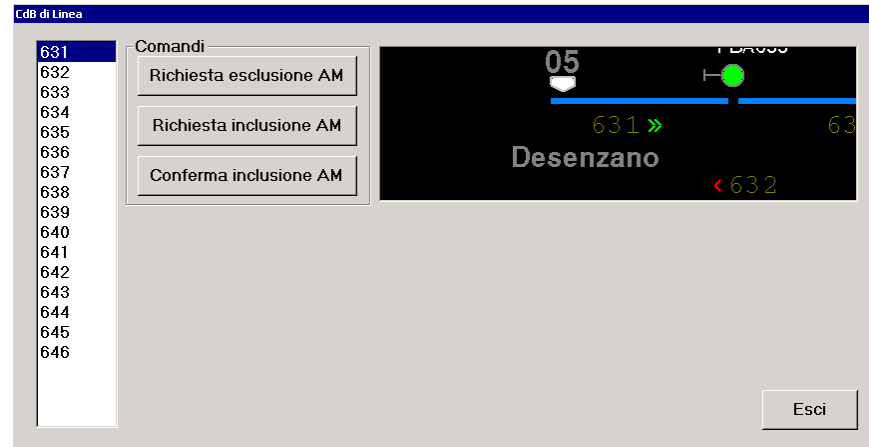 CdB di Linea
631
632
633
634
635
636
637
638
639
640
641
642
643
644
645
646
Comandi
Richiesta esclusione AM
Richiesta inclusione AM
Conferma inclusione AM
05
631 »
63
Desenzano
< 632
Esci